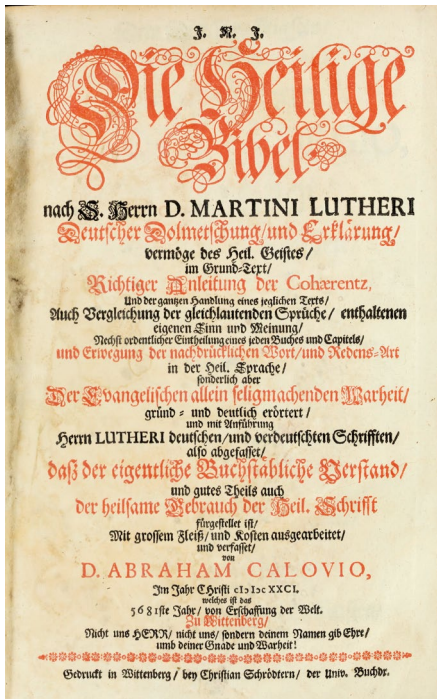 J. N. J.
Die Heilige
Bibel
nach S. Herrn D. MARTINI LUTHERI
Deutscher Dolmetschung/und Erklärung/
vermöge des Heil. Geistes/
im Grund-Text/
Richtiger Anleitung der Cohærentz,
Und der gantzen Handlung eines jeglichen Texts/
Auch Vergleichung der gleichlautenden Sprüche/ enthaltenen
eigenen Sinn und Meinung/
Nechst ordentlicher Eintheilung eines jeden Buches und Capitels/
und Erwegung der nachdrücklichen Wort/und Redens-Art
in der Heil. Sprache/
sonderlich aber
Der Evangelischen allein seligmachenden Warheit/
gründ- und deutlich erörtert/
und mit Anführung
Herrn LUTHERI deutschen/und verdeutschten Schrifften/
also abgefasset/
daß der eigentliche Buchstäbliche Verstand/
und gutes Theils auch
der heilsame Gebrauch der Heil. Schrifft
fürgestellet ist/
Mit grossem Fleiß/und Kosten ausgearbeitet/
und verfasset/
von
D. ABRAHAM CALOVIO,
Im Jahr CHristi cIɔ Iɔc XXCI.
welches ist das
5681ste Jahr/ von Erschaffung der Welt.
Zu Wittenberg/
Nicht uns HERR/ nicht uns/ sondern deinem Namen gib Ehre/
umb deiner Gnade und Warheit!
Gedruckt in Wittenberg/ bey Christian Schrödtern/ der Univ. Buchdr.